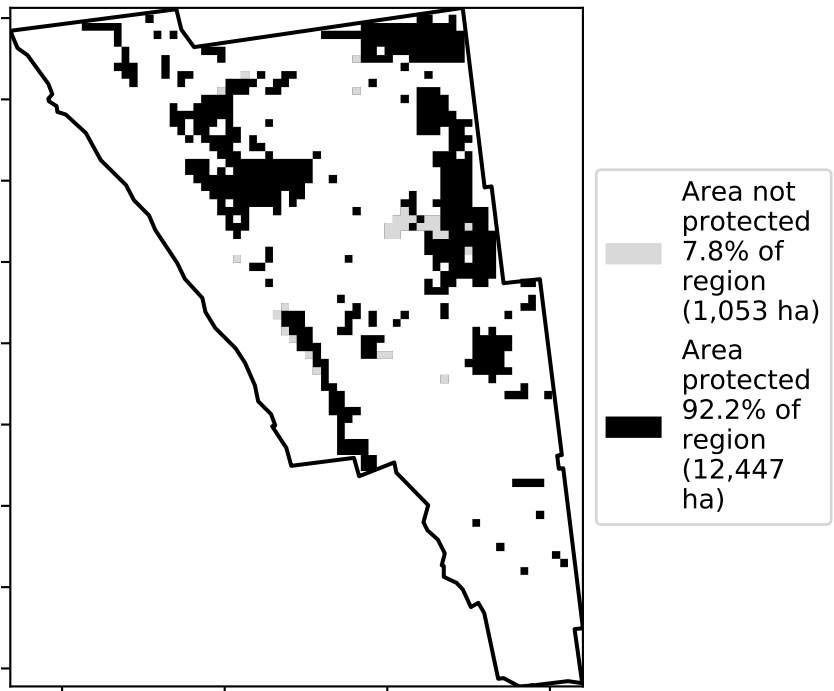 Area not
protected
7.8% of
region
(1,053 ha)
Area
protected
92.2% of
region
(12,447
ha)